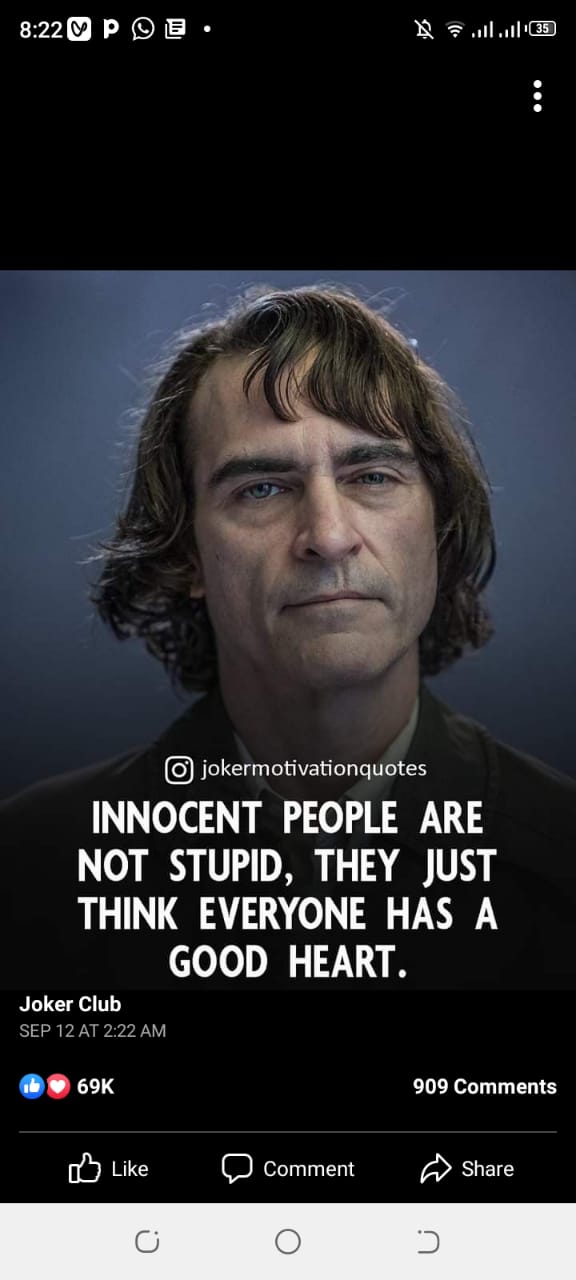 8:22
35
jokermotivationquotes
INNOCENT PEOPLE ARE
NOT STUPID, THEY JUST
THINK EVERYONE HAS A
GOOD HEART.
Joker Club
SEP 12 AT 2:22 AM
69K 909 Comments
Like Comment Share